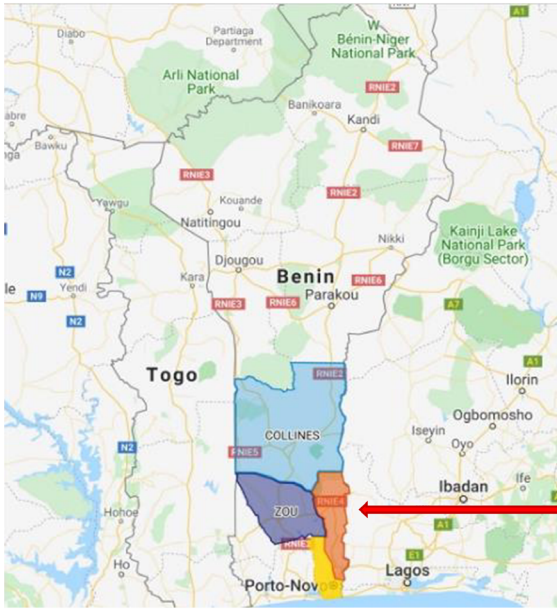 A1
Diabo
Partiaga
Department
W
Bénin-Niger
National Park
Arli National
Park
RNIE2
Banikoara
Kandi
Bawku
RNIE7
RNIE3
RNIE2
Kouande
Natitingou
Nikki
Kainji Lake
National Park
(Borgu Sector)
Djougou
N2
Kara
Benin
RNIE6
Yendi
N9
RNIE3
RNIE6
Parakou
A7
N2
A1
Togo
RNIE2
Ilorin
Ogbomosho
COLLINES
Iseyin
Oyo
N2
RNIE5
Ibadan
Ife
RNIE4
ZOU
Hohoe
A1
RNIE2
E1
Ho
Lagos
Porto-Novo